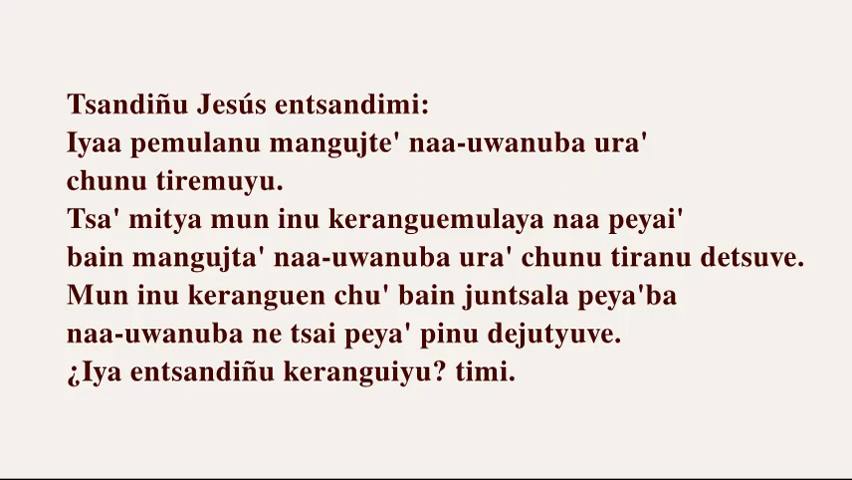 Tsandiñu Jesús entsandimi:
Iyaa pemulanu mangujte' naa-uwanuba ura'
chunu tiremuyu.
Tsa' mitya mun inu keranguemulaya naa peyai'
bain mangujta' naa-uwanuba ura' chunu tiranu detsuve.
Mun inu keranguen chu' bain juntsala peya'ba
naa-uwanuba ne tsai peya' pinu dejutyuve.
¿Iya entsandiñu keranguiyu? timi.